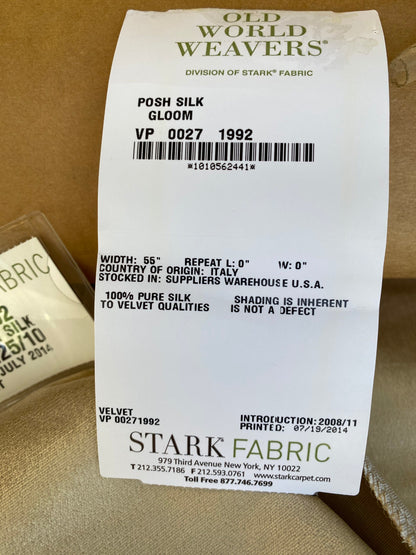 OLD
WORLD
WEAVERS®
DIVISION OF STARK® FABRIC
POSH SILK
GLOOM
VP 0027 1992
*1010562441*
WIDTH: 55" REPEAT L: 0" W: 0"
COUNTRY OF ORIGIN: ITALY
STOCKED IN: SUPPLIERS WAREHOUSE U.S.A.
100% PURE SILK SHADING IS INHERENT
TO VELVET QUALITIES IS NOT A DEFECT
VELVET INTRODUCTION: 2008/11
VP 00271992 PRINTED: 07/19/2014
STARK® FABRIC
979 Third Avenue New York, NY 10022
T 212.355.7186 F 212.593.0761 www.starkcarpet.com
Toll Free 877.746.7699
FABRIC
2
SILK
25/10
JULY 2014
T